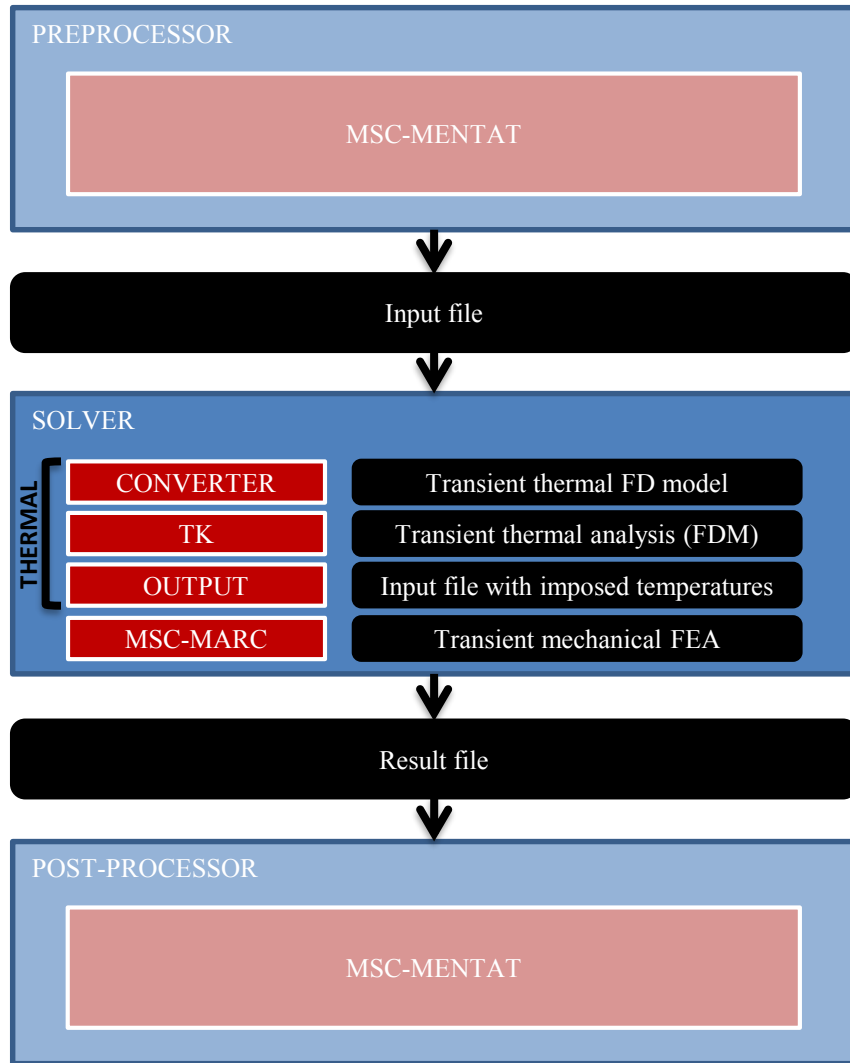 PREPROCESSOR
MSC-MENTAT
Input file
SOLVER
THERMAL
CONVERTER
Transient thermal FD model
TK
Transient thermal analysis (FDM)
OUTPUT
Input file with imposed temperatures
MSC-MARC
Transient mechanical FEA
Result file
POST-PROCESSOR
MSC-MENTAT